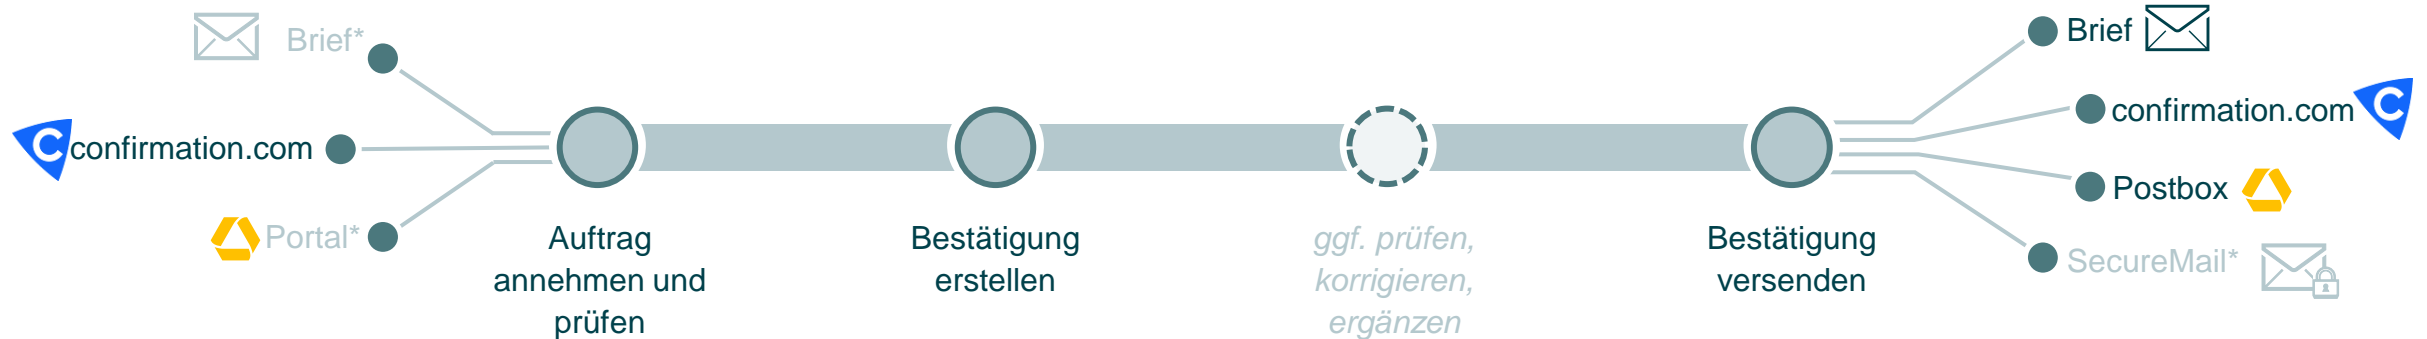 Brief*
confirmation.com
Portal*
Auftrag
annehmen und
prüfen
Bestätigung
erstellen
ggf. prüfen,
korrigieren,
ergänzen
Bestätigung
versenden
Brief
confirmation.com
Postbox
SecureMail*